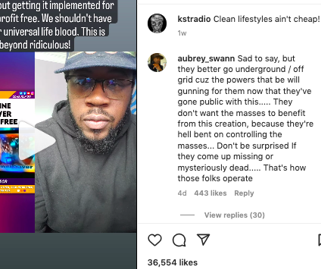 out getting it implemented for
profit free. We shouldn't have
r universal life blood. This is
beyond ridiculous!
INE
YER
FREE
kstradio Clean lifestyles ain't cheap!
1w
aubrey_swann Sad to say, but
they better go underground / off
grid cuz the powers that be will
gunning for them now that they've
gone public with this..... They
don't want the masses to benefit
from this creation, because they're
hell bent on controlling the
masses... Don't be surprised If
they come up missing or
mysteriously dead..... That's how
those folks operate
4d 443 likes Reply
View replies (30)
36,554 likes